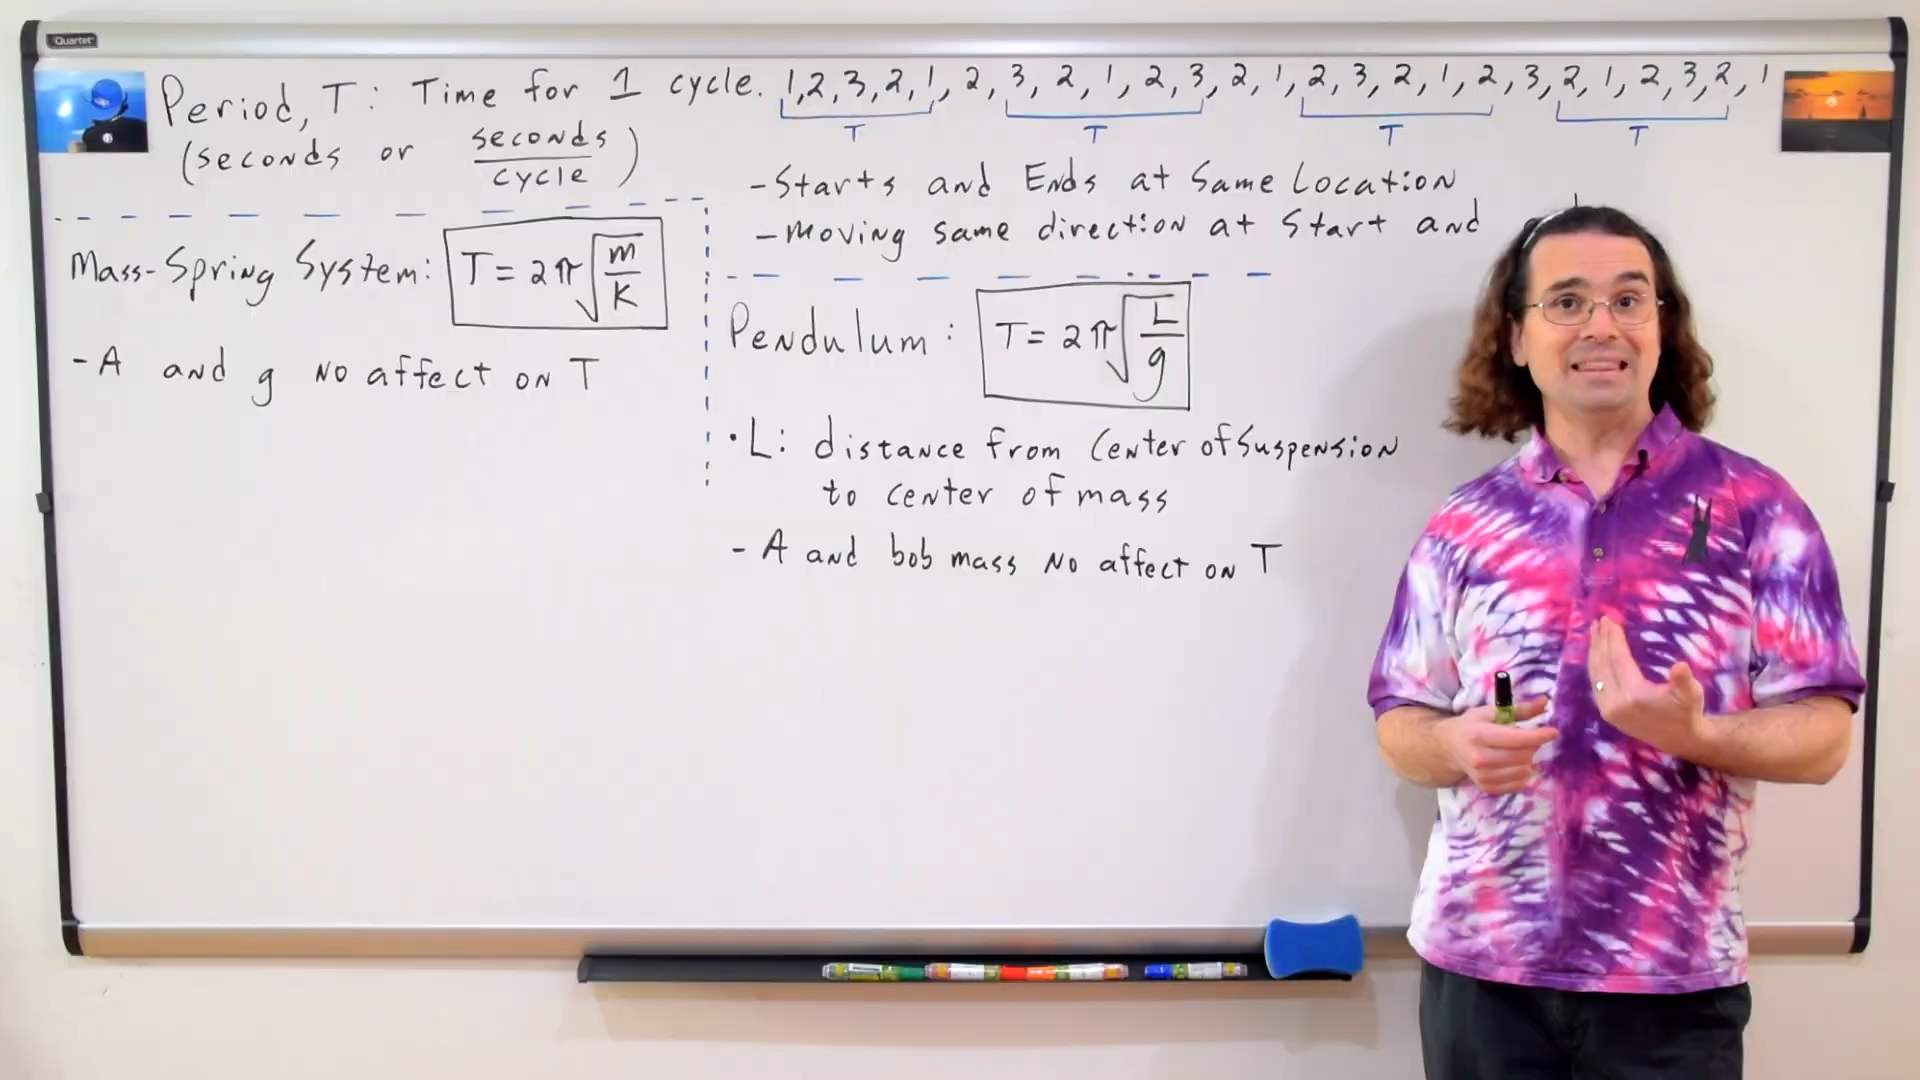 Quartet
Period, T: Time for 1 cycle. 1,2,3,2,1, 2, 3, 2, 1, 2, 3, 2, 1, 2, 3, 2, 1, 2, 3, 2, 1, 2, 3, 2, 1
T T T T
(seconds or seconds/cycle)
- Starts and Ends at Same Location
- Moving same direction at start and
Mass-Spring System: T = 2π√(m/k)
- A and g no affect on T
Pendulum: T = 2π√(L/g)
• L: distance from center of suspension
to center of mass
- A and bob mass no affect on T